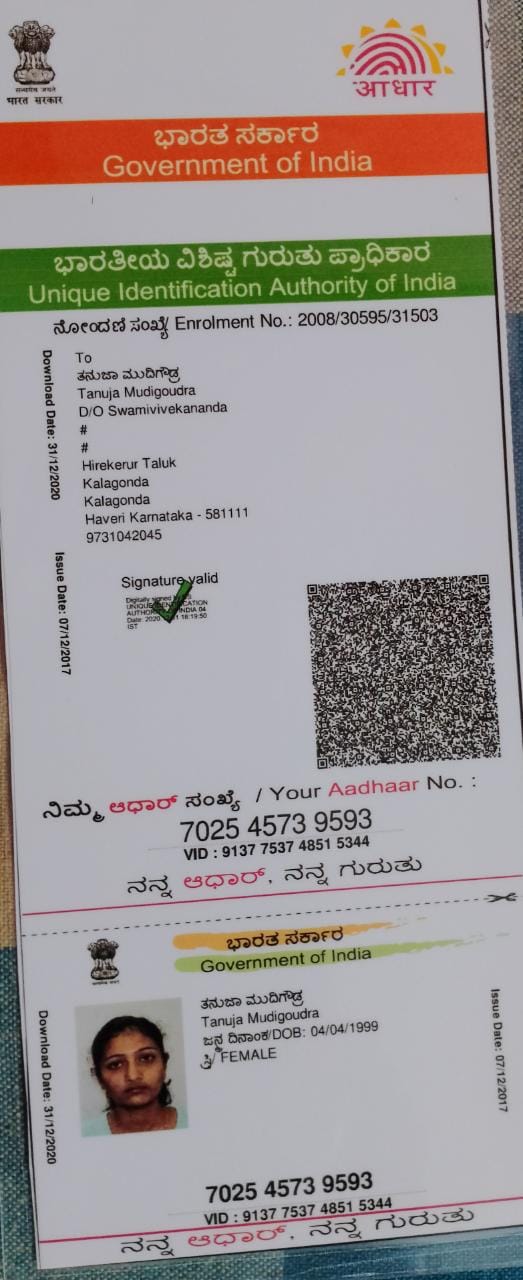 सत्यमेव जयते
भारत सरकार
आधार
ಭಾರತ ಸರ್ಕಾರ
Government of India
ಭಾರತೀಯ ವಿಶಿಷ್ಟ ಗುರುತು ಪ್ರಾಧಿಕಾರ
Unique Identification Authority of India
ನೋಂದಣಿ ಸಂಖ್ಯೆ/ Enrolment No.: 2008/30595/31503
Download Date: 31/12/2020
To
ತನುಜಾ ಮುದಿಗೌಡ್ರ
Tanuja Mudigoudra
D/O Swamivivekananda
#
#
Hirekerur Taluk
Kalagonda
Kalagonda
Haveri Karnataka - 581111
9731042045
Issue Date: 07/12/2017
Signature valid
Digitally signed by
UNIQUE IDENTIFICATION
AUTHORITY OF INDIA 04
Date: 2020 18:19:50
IST
ನಿಮ್ಮ ಆಧಾರ್ ಸಂಖ್ಯೆ / Your Aadhaar No. :
7025 4573 9593
VID : 9137 7537 4851 5344
ನನ್ನ ಆಧಾರ್, ನನ್ನ ಗುರುತು
ಭಾರತ ಸರ್ಕಾರ
Government of India
Download Date: 31/12/2020
ತನುಜಾ ಮುದಿಗೌಡ್ರ
Tanuja Mudigoudra
ಜನ್ಮ ದಿನಾಂಕ/DOB: 04/04/1999
ಸ್ತ್ರೀ/ FEMALE
Issue Date: 07/12/2017
7025 4573 9593
VID : 9137 7537 4851 5344
ನನ್ನ ಆಧಾರ್, ನನ್ನ ಗುರುತು